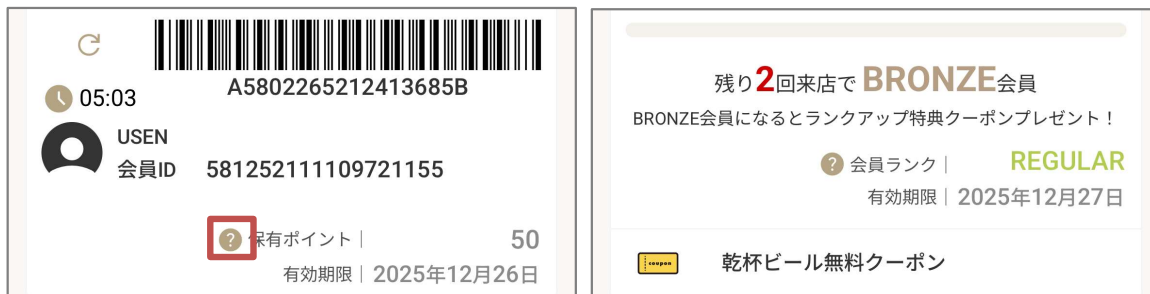 A5802265212413685B
05:03
USEN
会員ID 581252111109721155
? 保有ポイント｜ 50
有効期限｜2025年12月26日
残り2回来店で BRONZE会員
BRONZE会員になるとランクアップ特典クーポンプレゼント！
? 会員ランク｜ REGULAR
有効期限｜2025年12月27日
coupon 乾杯ビール無料クーポン